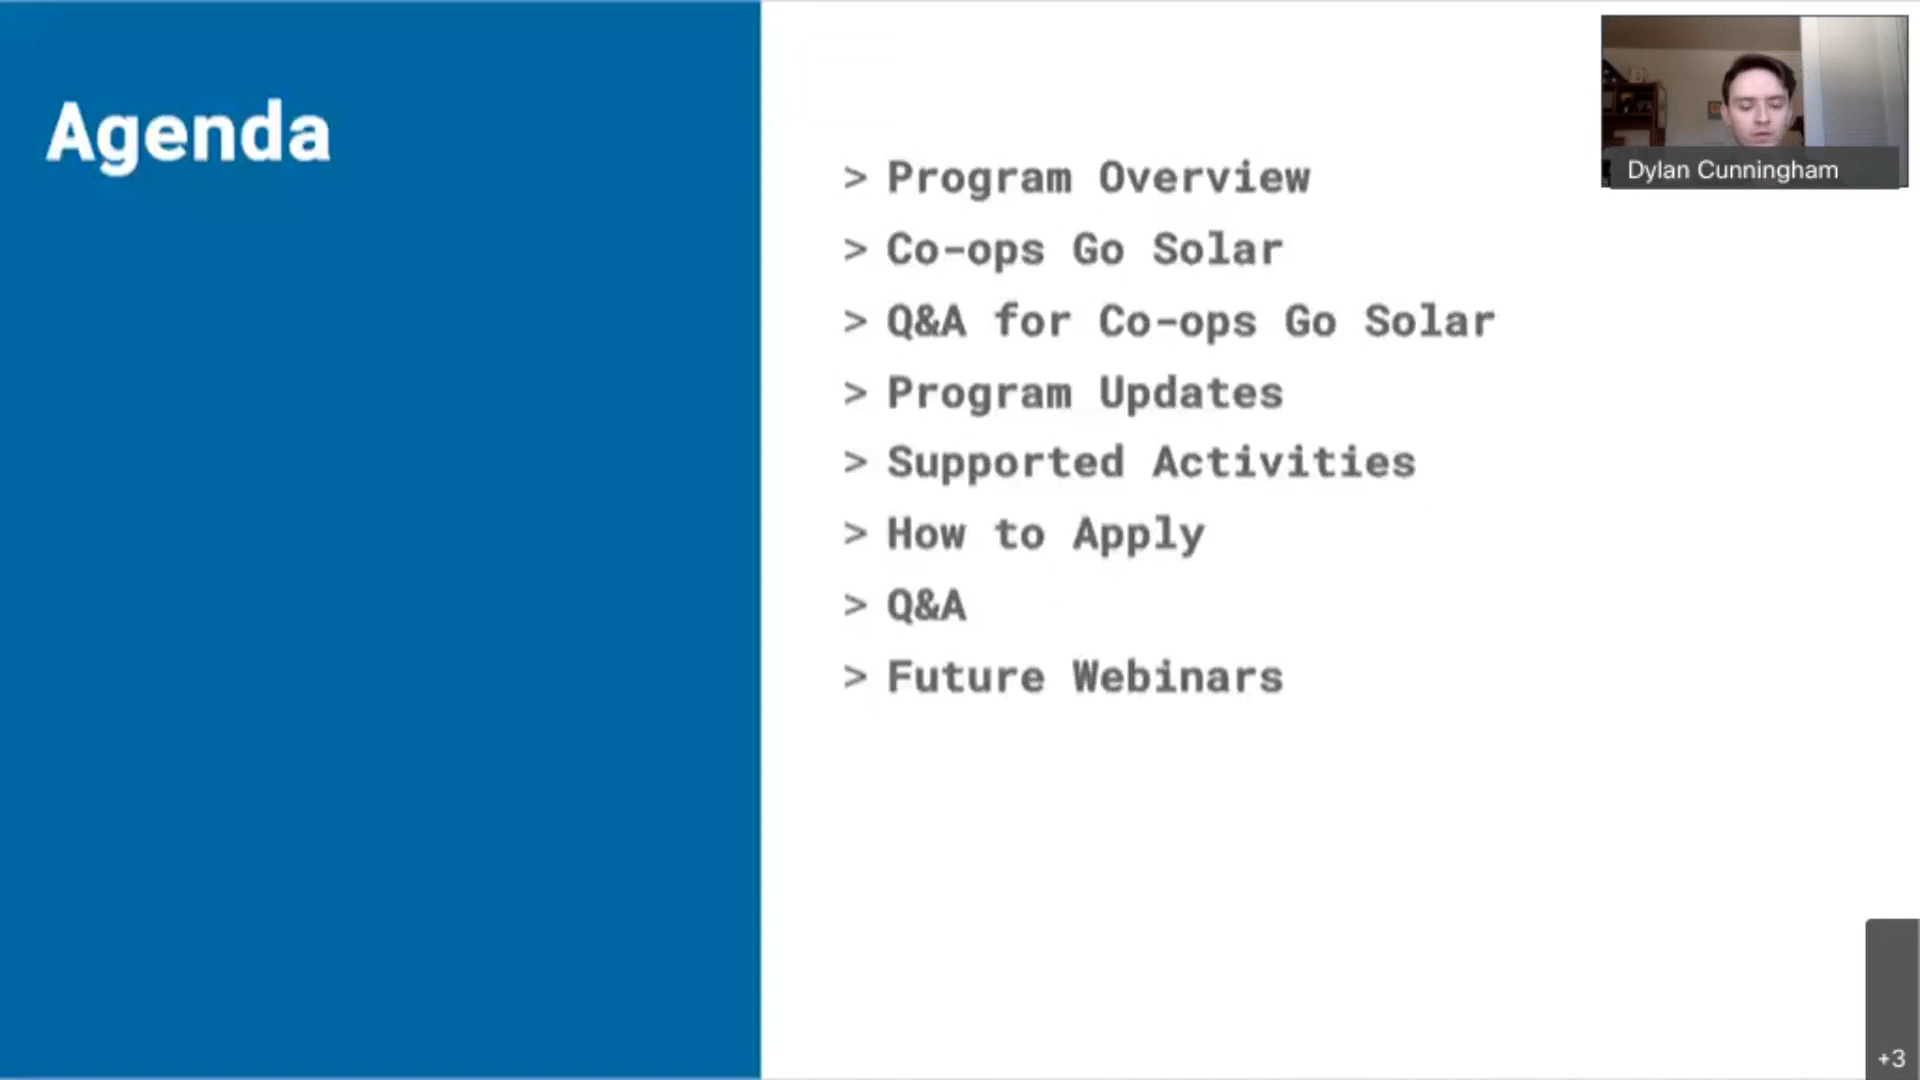 Agenda
> Program Overview
> Co-ops Go Solar
> Q&A for Co-ops Go Solar
> Program Updates
> Supported Activities
> How to Apply
> Q&A
> Future Webinars
Dylan Cunningham
+3